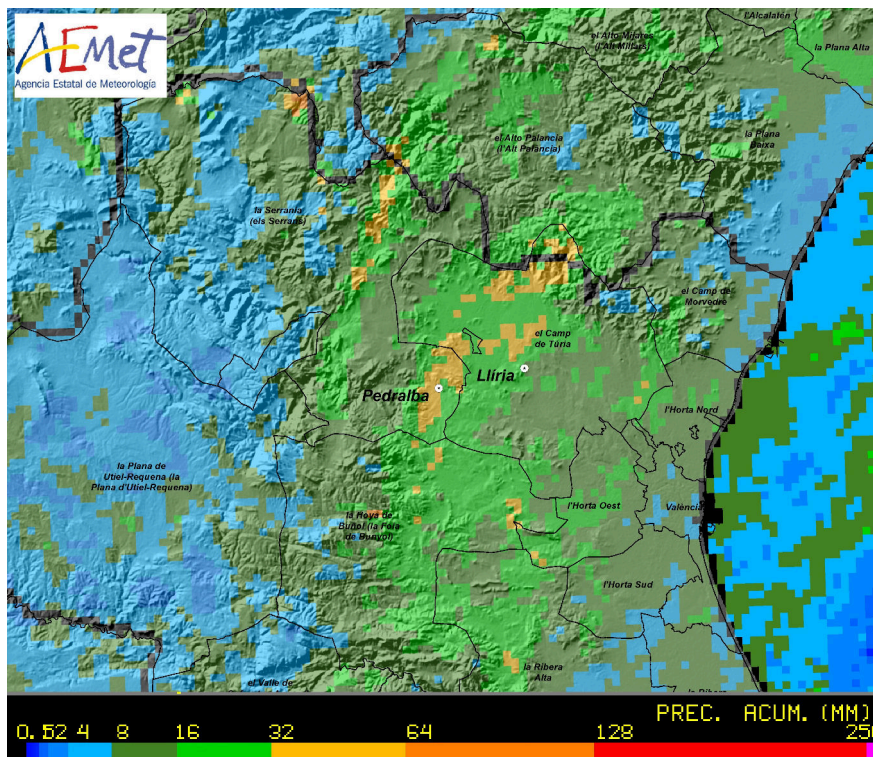 AEMet
Agencia Estatal de Meteorología
l'Alcalatén
el Alto Mijares
(l'Alt Millars)
la Plana Alta
el Alto Palancia
(l'Alt Palància)
la Plana
Baixa
la Serranía
(els Serrans)
el Camp de
Morvedre
el Camp
de Túria
Llíria
Pedralba
l'Horta Nord
la Plana de
Utiel-Requena (la
Plana d'Utiel-Requena)
la Hoya de
Buñol (la Foia
de Bunyol)
l'Horta Oest
València
l'Horta Sud
la Ribera
Alta
el Valle de
la Ribera
PREC. ACUM. (MM)
0.5 2 4 8 16 32 64 128 25